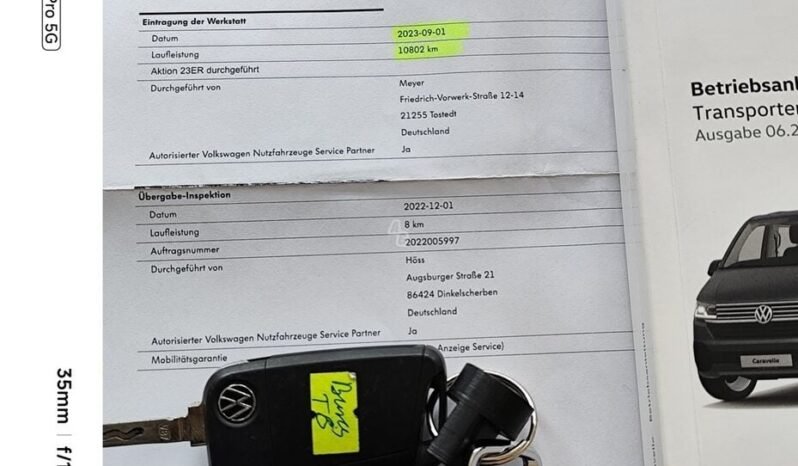 Pro 5G
35mm
Eintragung der Werkstatt
Datum 2023-09-01
Laufleistung 10802 km
Aktion 23ER durchgeführt
Durchgeführt von Meyer
Friedrich-Vorwerk-Straße 12-14
21255 Tostedt
Deutschland
Autorisierter Volkswagen Nutzfahrzeuge Service Partner Ja
Übergabe-Inspektion
Datum 2022-12-01
Laufleistung 8 km
Auftragsnummer 2022005997
Durchgeführt von Höss
Augsburger Straße 21
86424 Dinkelscherben
Deutschland
Autorisierter Volkswagen Nutzfahrzeuge Service Partner Ja
Mobilitätsgarantie Anzeige Service)
T6
Betriebsanl
Transporter
Ausgabe 06.2
Caravelle